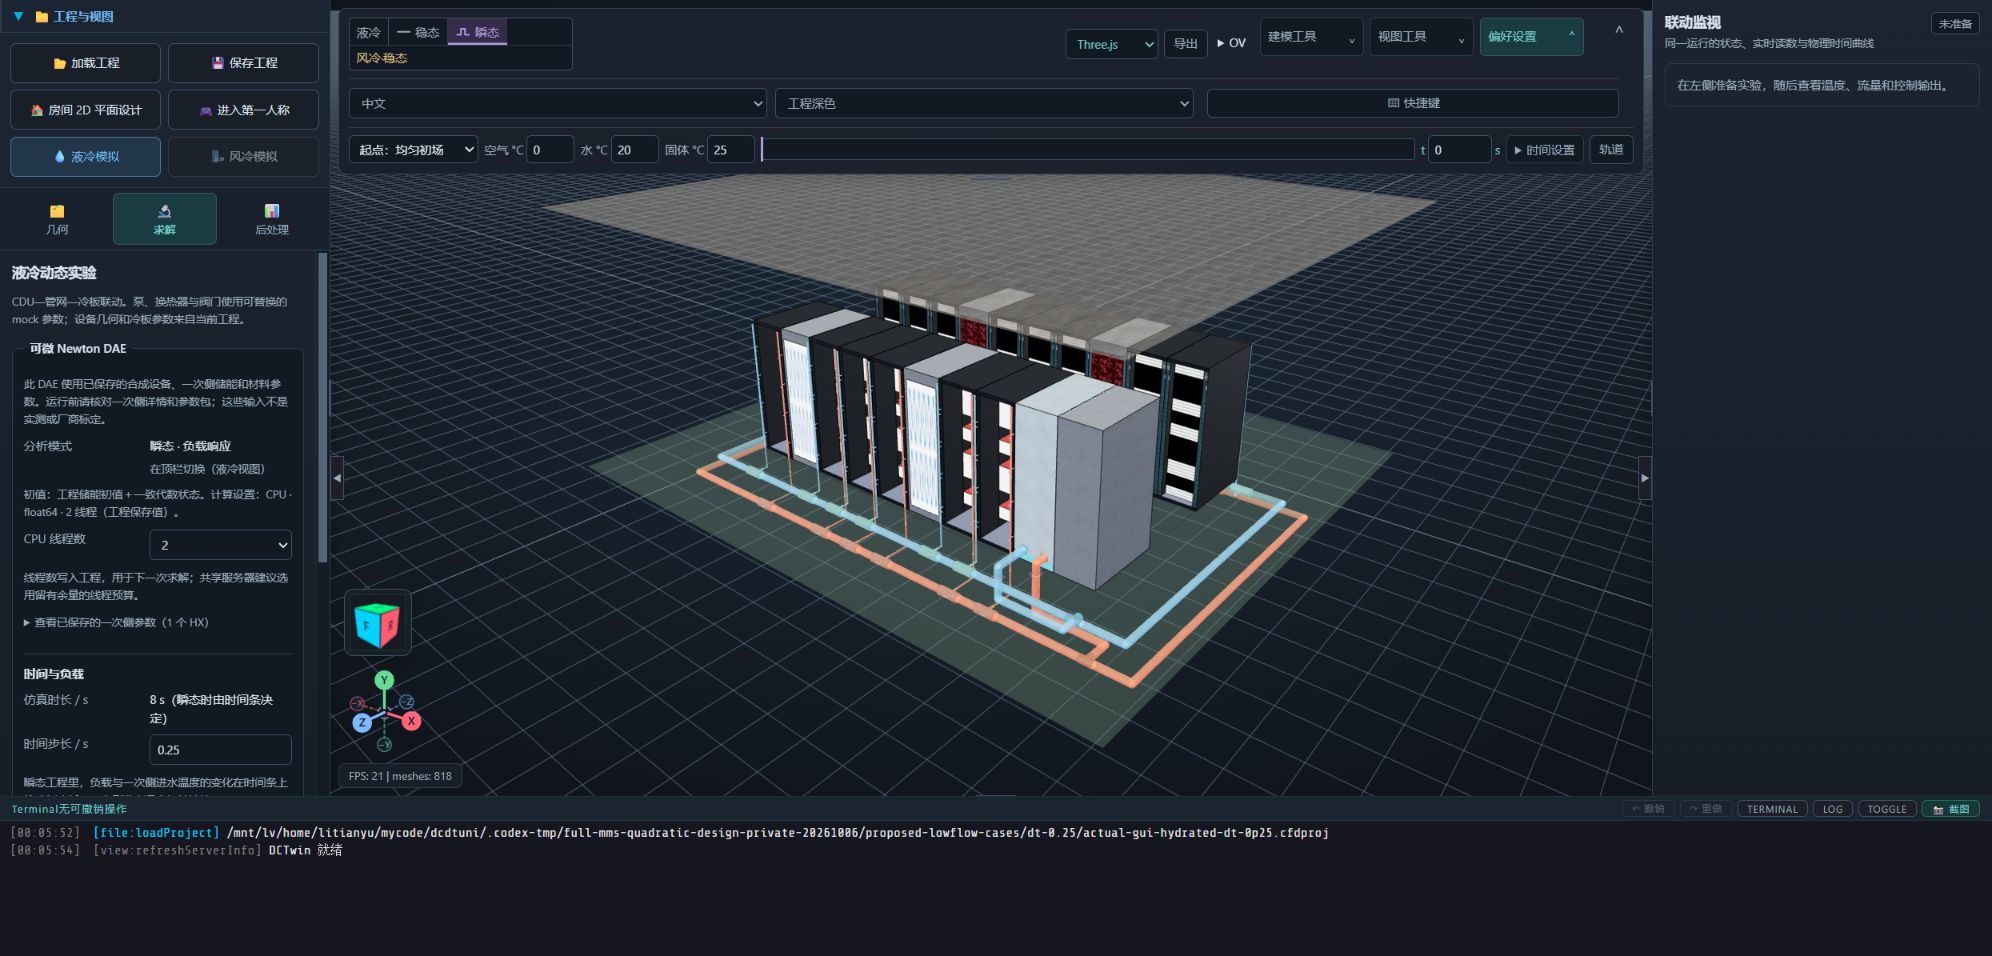 ▼ 工程与视图
加载工程
保存工程
房间 2D 平面设计
进入第一人称
液冷模拟
风冷模拟
几何
求解
后处理
液冷动态实验
CDU—管网—冷板联动。泵、换热器与阀门使用可替换的
mock 参数；设备几何和冷板参数来自当前工程。
可微 Newton DAE
此 DAE 使用已保存的合成设备、一次侧储能和材料参
数。运行前请核对一次侧详情和参数包；这些输入不是
实测或厂商标定。
分析模式
瞬态 · 负载响应
在顶栏切换（液冷视图）
初值：工程储能初值 + 一致代数状态。计算设置：CPU ·
float64 · 2 线程（工程保存值）。
CPU 线程数
2
线程数写入工程，用于下一次求解；共享服务器建议选
用留有余量的线程预算。
▶ 查看已保存的一次侧参数（1 个 HX）
时间与负载
仿真时长 / s
8 s（瞬态时由时间条决
定）
时间步长 / s
0.25
瞬态工程里，负载与一次侧进水温度的变化在时间条上
液冷
稳态
瞬态
风冷·稳态
Three.js
导出
▶ OV
建模工具
视图工具
偏好设置
中文
工程深色
快捷键
起点：均匀初场
空气 °C
0
水 °C
20
固体 °C
25
t
0
s
▶ 时间设置
轨道
F
R
Y
-X
-Z
Z
X
-Y
FPS: 21 | meshes: 818
联动监视
未准备
同一运行的状态、实时读数与物理时间曲线
在左侧准备实验，随后查看温度、流量和控制输出。
Terminal无可撤销操作
撤销
重做
TERMINAL
LOG
TOGGLE
截图
[00:05:52] [file:loadProject] /mnt/lv/home/litianyu/mycode/dcdtuni/.codex-tmp/full-mms-quadratic-design-private-20261006/proposed-lowflow-cases/dt-0.25/actual-gui-hydrated-dt-0p25.cfdproj
[00:05:54] [view:refreshServerInfo] DCTwin 就绪